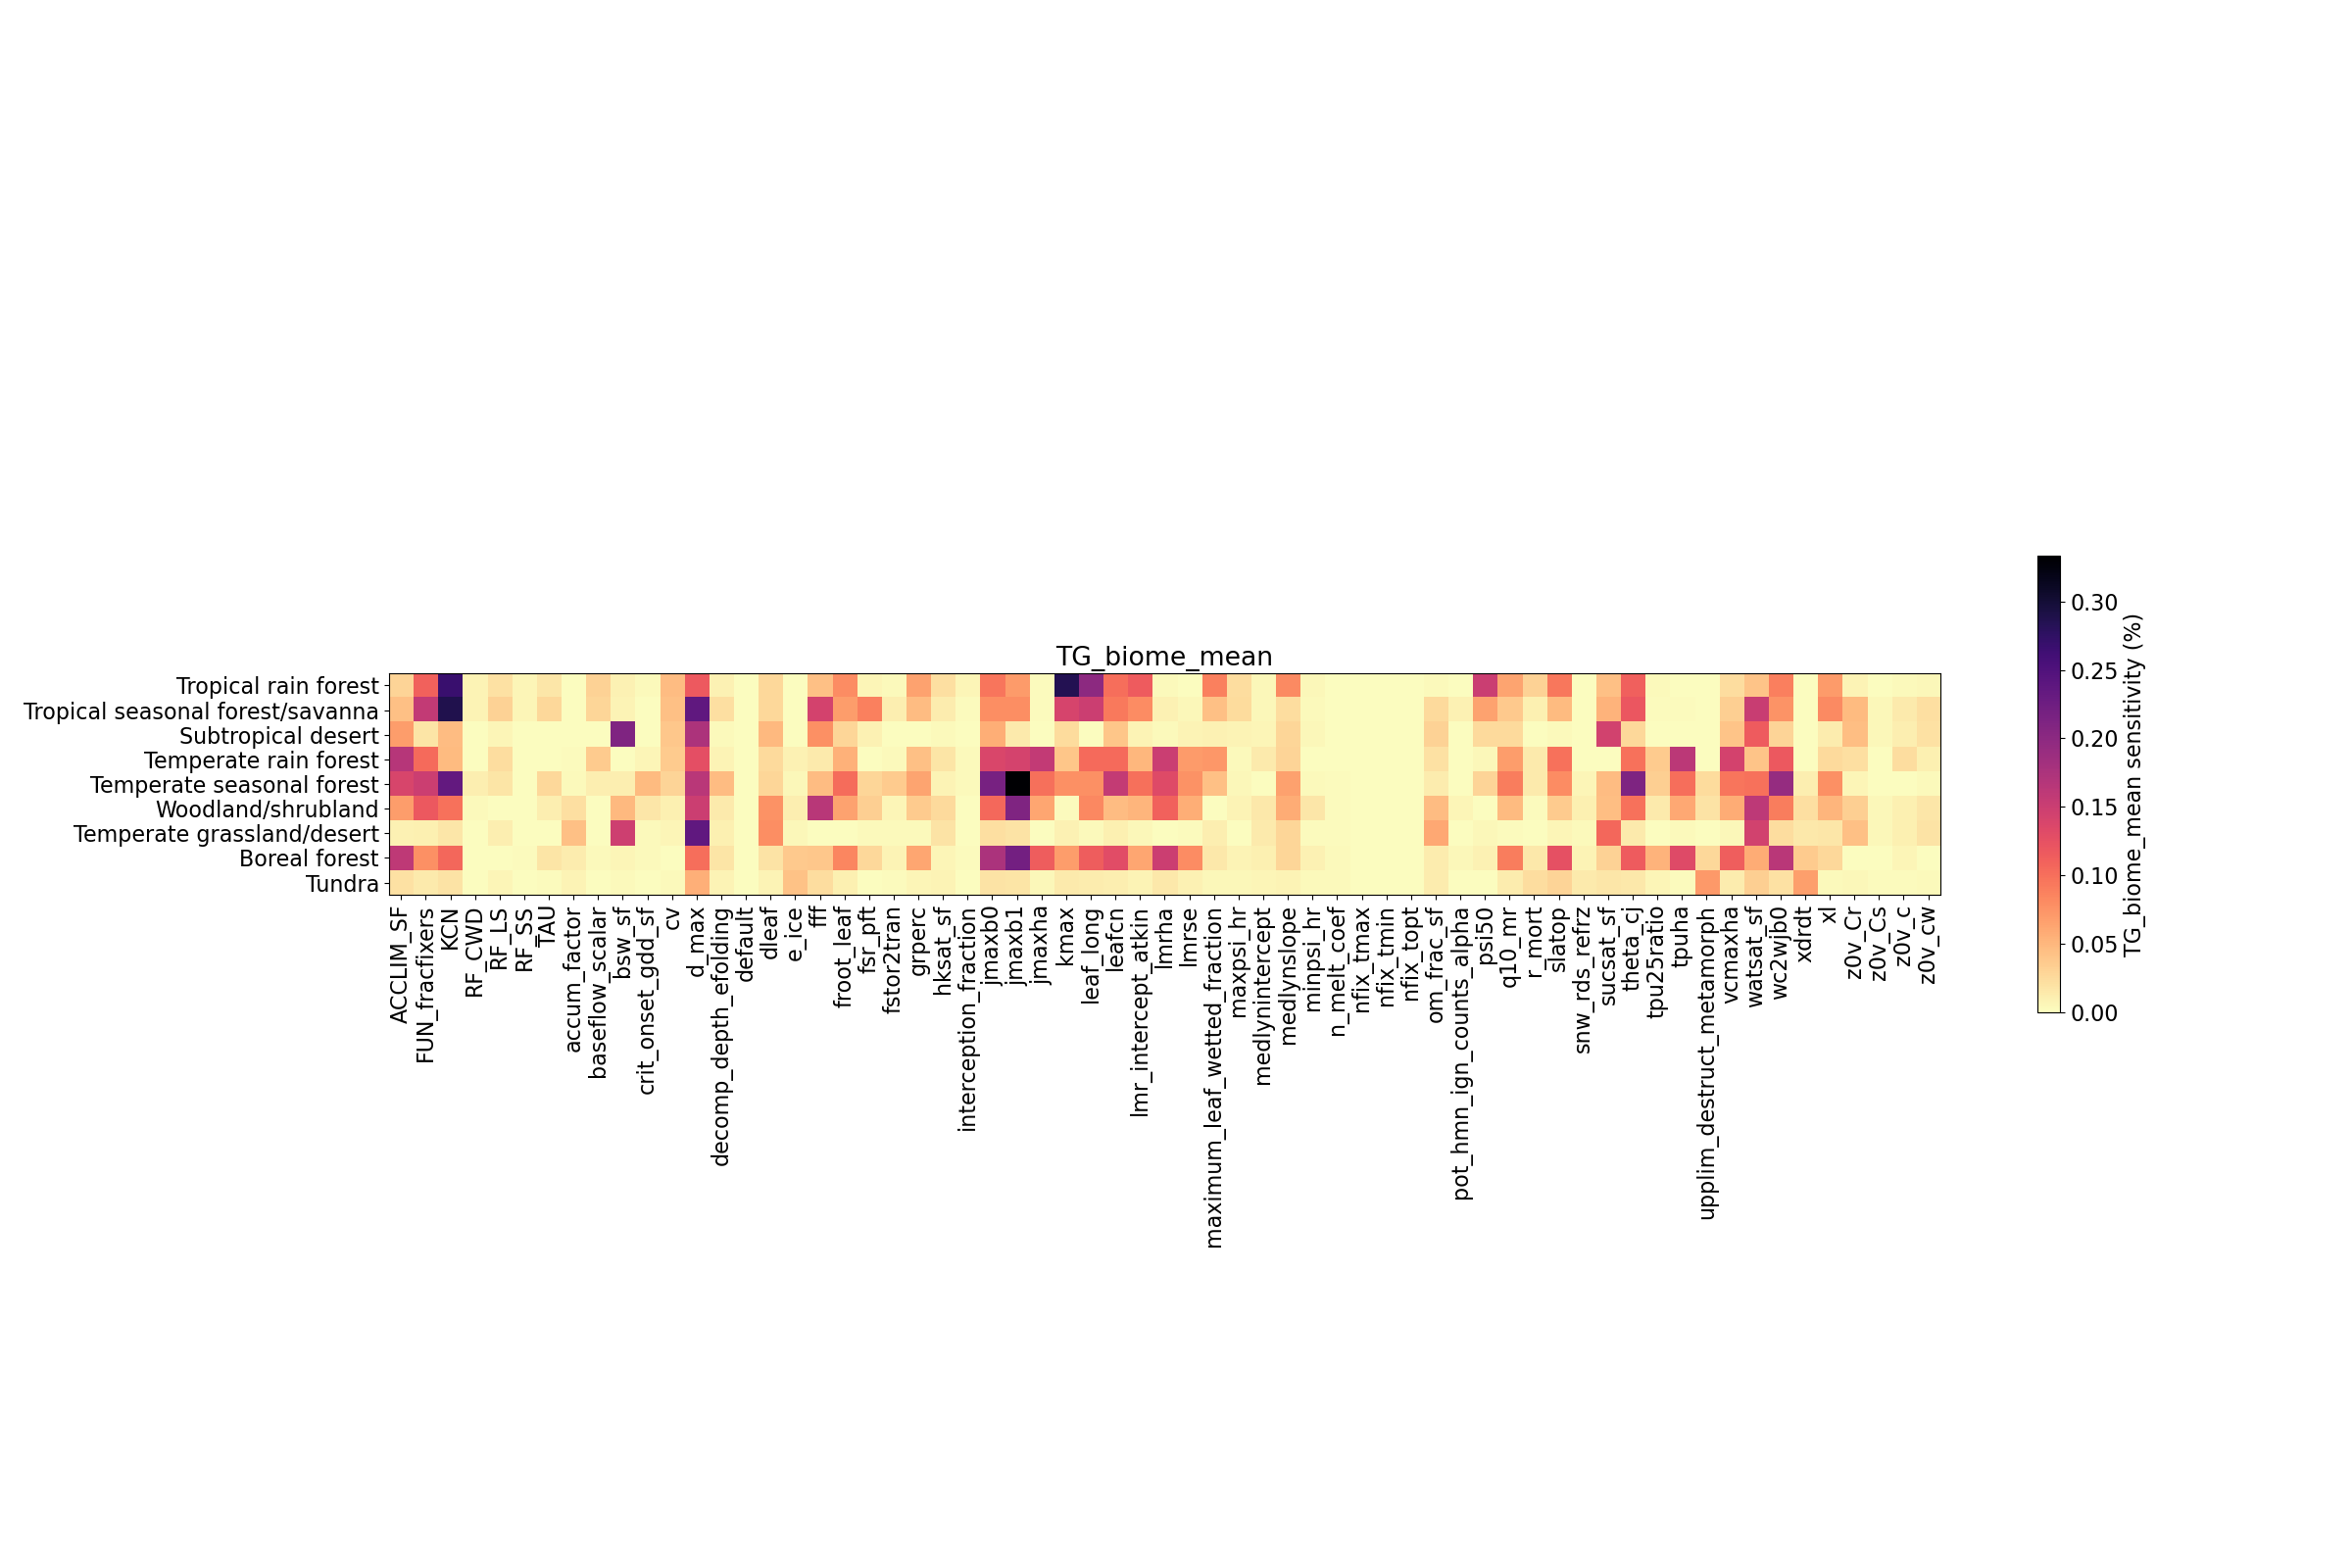 TG_biome_mean
Tropical rain forest
Tropical seasonal forest/savanna
Subtropical desert
Temperate rain forest
Temperate seasonal forest
Woodland/shrubland
Temperate grassland/desert
Boreal forest
Tundra
ACCLIM_SF
FUN_fracfixers
KCN
RF_CWD
RF_LS
RF_SS
TAU
accum_factor
baseflow_scalar
bsw_sf
crit_onset_gdd_sf
cv
d_max
decomp_depth_efolding
default
dleaf
e_ice
fff
froot_leaf
fsr_pft
fstor2tran
grperc
hksat_sf
interception_fraction
jmaxb0
jmaxb1
jmaxha
kmax
leaf_long
leafcn
lmr_intercept_atkin
lmrha
lmrse
maximum_leaf_wetted_fraction
maxpsi_hr
medlynintercept
medlynslope
minpsi_hr
n_melt_coef
nfix_tmax
nfix_tmin
nfix_topt
om_frac_sf
pot_hmn_ign_counts_alpha
psi50
q10_mr
r_mort
slatop
snw_rds_refrz
sucsat_sf
theta_cj
tpu25ratio
tpuha
upplim_destruct_metamorph
vcmaxha
watsat_sf
wc2wjb0
xdrdt
xl
z0v_Cr
z0v_Cs
z0v_c
z0v_cw
0.30
0.25
0.20
0.15
0.10
0.05
0.00
TG_biome_mean sensitivity (%)